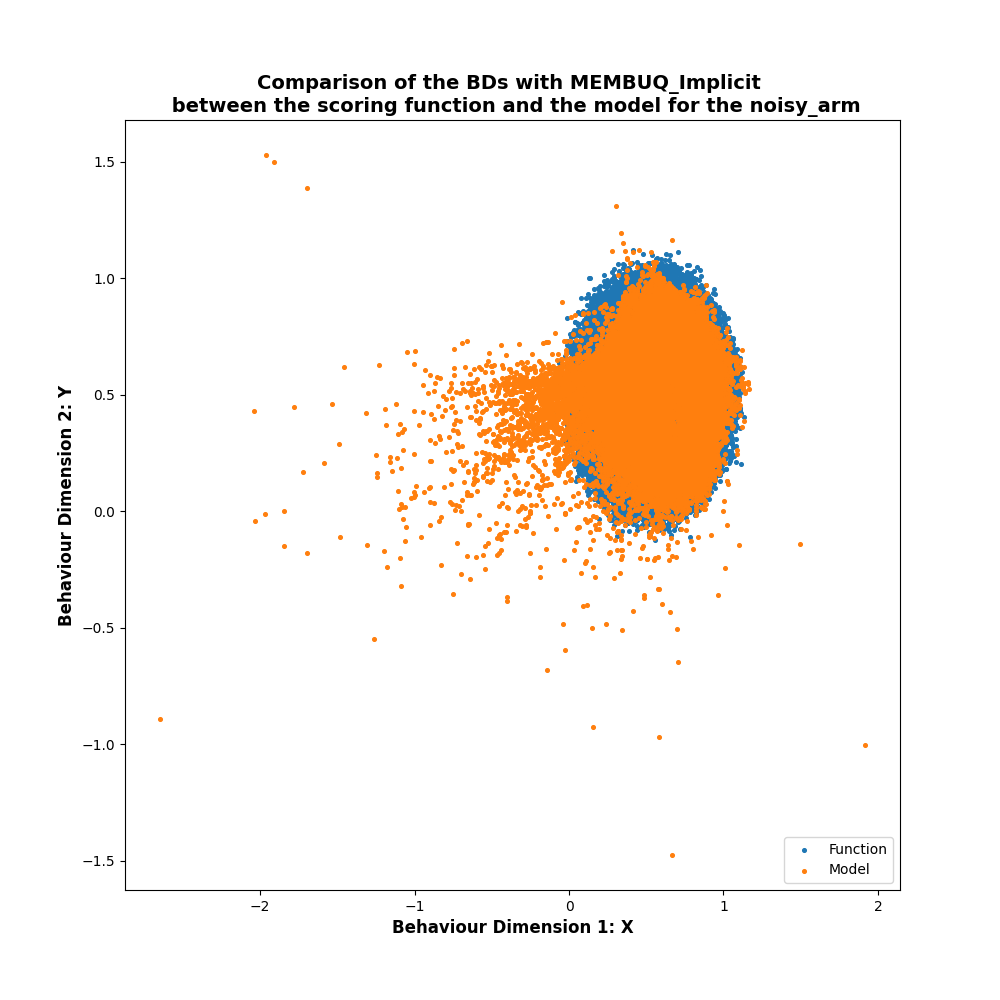 Comparison of the BDs with MEMBUQ_Implicit
between the scoring function and the model for the noisy_arm
Behaviour Dimension 2: Y
1.5
1.0
0.5
0.0
−0.5
−1.0
−1.5
−2
−1
0
1
2
Behaviour Dimension 1: X
Function
Model